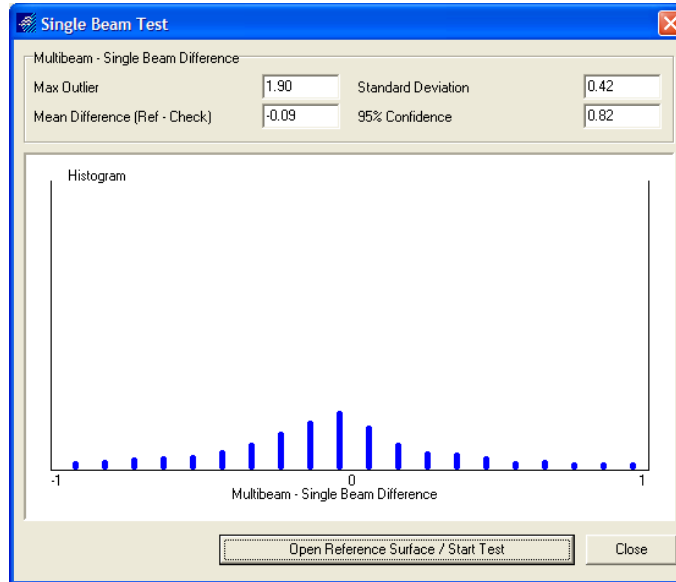 Single Beam Test
Multibeam - Single Beam Difference
Max Outlier 1.90 Standard Deviation 0.42
Mean Difference (Ref - Check) -0.09 95% Confidence 0.82
Histogram
-1 0 1
Multibeam - Single Beam Difference
Open Reference Surface / Start Test Close